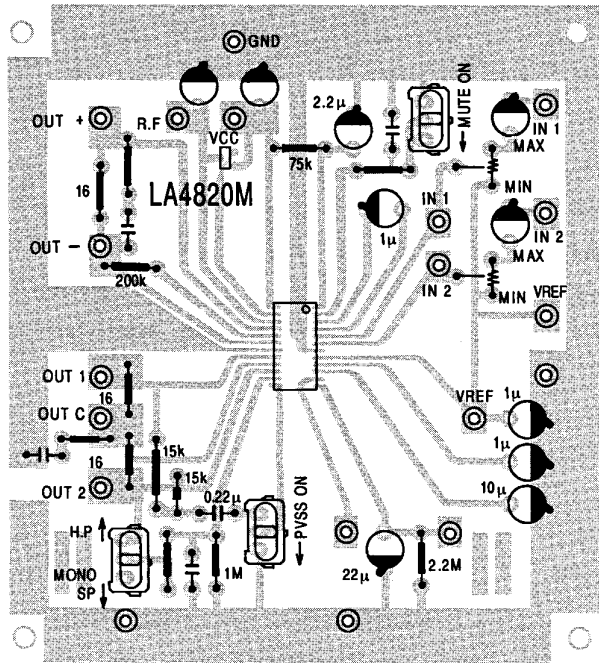 GND
2.2μ
MUTE ON
OUT +
R.F
VCC
75k
IN 1
MAX
16
LA4820M
MIN
1μ
IN 1
IN 2
OUT −
MAX
200k
IN 2
MIN
VREF
OUT 1
16
VREF
1μ
OUT C
15k
1μ
16
15k
OUT 2
0.22μ
PVSS ON
10μ
H.P
MONO
SP
1M
22μ
2.2M